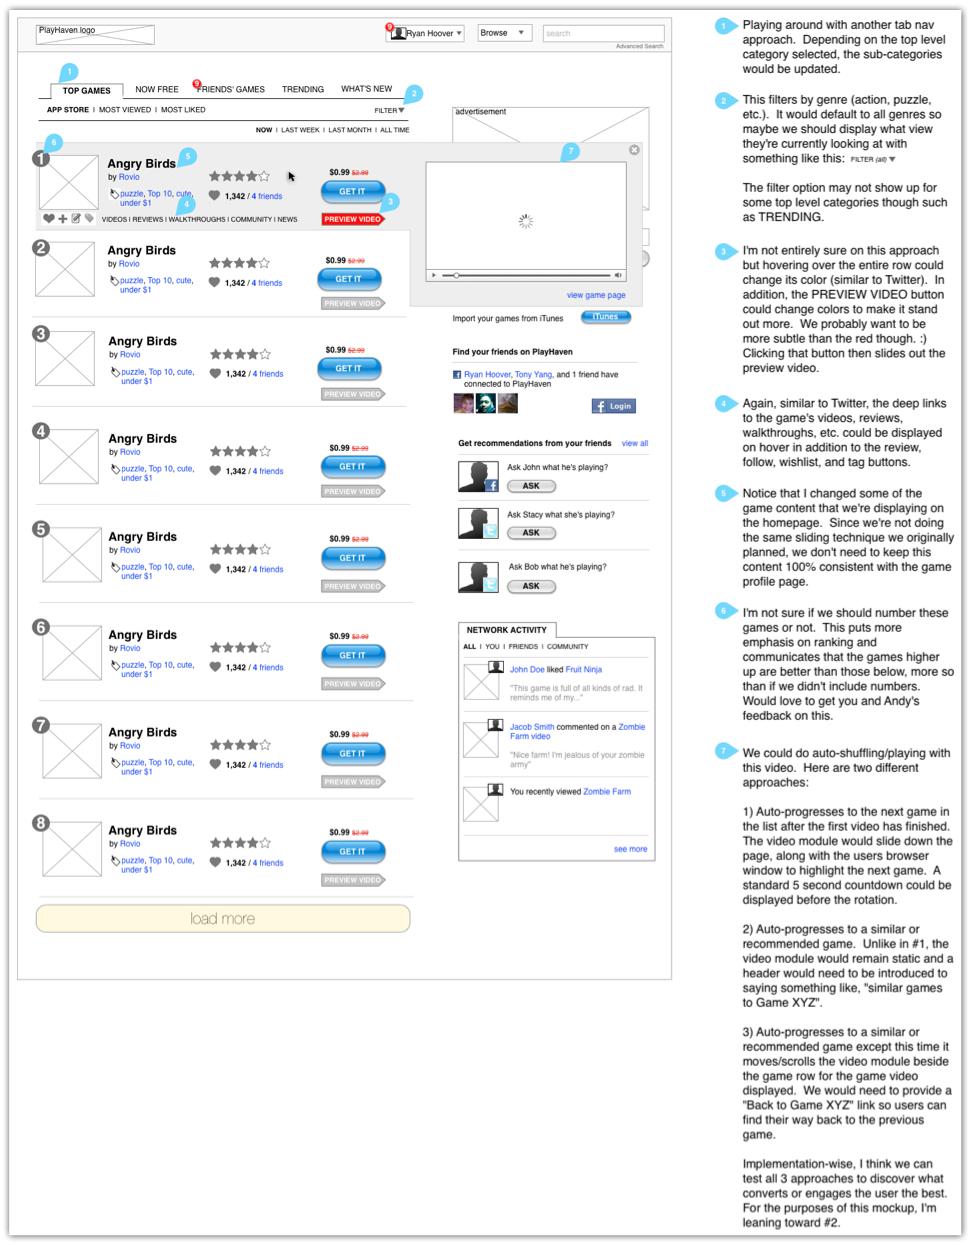 PlayHaven logo
9
Ryan Hoover
Browse
search
Advanced Search
1
TOP GAMES
NOW FREE
9
FRIENDS' GAMES
TRENDING
WHAT'S NEW
2
APP STORE I MOST VIEWED I MOST LIKED
FILTER
NOW I LAST WEEK I LAST MONTH I ALL TIME
advertisement
6
1
Angry Birds
5
by Rovio
puzzle, Top 10, cute, under $1
4
1,342 / 4 friends
$0.99 $2.99
GET IT
3
VIDEOS I REVIEWS I WALKTHROUGHS I COMMUNITY I NEWS
PREVIEW VIDEO
7
view game page
2
Angry Birds
by Rovio
puzzle, Top 10, cute,
under $1
1,342 / 4 friends
$0.99 $2.99
GET IT
PREVIEW VIDEO
3
Angry Birds
by Rovio
puzzle, Top 10, cute,
under $1
1,342 / 4 friends
$0.99 $2.99
GET IT
PREVIEW VIDEO
4
Angry Birds
by Rovio
puzzle, Top 10, cute,
under $1
1,342 / 4 friends
$0.99 $2.99
GET IT
PREVIEW VIDEO
5
Angry Birds
by Rovio
puzzle, Top 10, cute,
under $1
1,342 / 4 friends
$0.99 $2.99
GET IT
PREVIEW VIDEO
6
Angry Birds
by Rovio
puzzle, Top 10, cute,
under $1
1,342 / 4 friends
$0.99 $2.99
GET IT
PREVIEW VIDEO
7
Angry Birds
by Rovio
puzzle, Top 10, cute,
under $1
1,342 / 4 friends
$0.99 $2.99
GET IT
PREVIEW VIDEO
8
Angry Birds
by Rovio
puzzle, Top 10, cute,
under $1
1,342 / 4 friends
$0.99 $2.99
GET IT
PREVIEW VIDEO
load more
Import your games from iTunes
iTunes
Find your friends on PlayHaven
Ryan Hoover, Tony Yang, and 1 friend have
connected to PlayHaven
f Login
Get recommendations from your friends
view all
Ask John what he's playing?
ASK
Ask Stacy what she's playing?
ASK
Ask Bob what he's playing?
ASK
NETWORK ACTIVITY
ALL I YOU I FRIENDS I COMMUNITY
John Doe liked Fruit Ninja
"This game is full of all kinds of rad. It
reminds me of my..."
Jacob Smith commented on a Zombie
Farm video
"Nice farm! I'm jealous of your zombie
army"
You recently viewed Zombie Farm
see more
1
Playing around with another tab nav
approach. Depending on the top level
category selected, the sub-categories
would be updated.
2
This filters by genre (action, puzzle,
etc.). It would default to all genres so
maybe we should display what view
they're currently looking at with
something like this: FILTER (all)
The filter option may not show up for
some top level categories though such
as TRENDING.
3
I'm not entirely sure on this approach
but hovering over the entire row could
change its color (similar to Twitter). In
addition, the PREVIEW VIDEO button
could change colors to make it stand
out more. We probably want to be
more subtle than the red though. :)
Clicking that button then slides out the
preview video.
4
Again, similar to Twitter, the deep links
to the game's videos, reviews,
walkthroughs, etc. could be displayed
on hover in addition to the review,
follow, wishlist, and tag buttons.
5
Notice that I changed some of the
game content that we're displaying on
the homepage. Since we're not doing
the same sliding technique we originally
planned, we don't need to keep this
content 100% consistent with the game
profile page.
6
I'm not sure if we should number these
games or not. This puts more
emphasis on ranking and
communicates that the games higher
up are better than those below, more so
than if we didn't include numbers.
Would love to get you and Andy's
feedback on this.
7
We could do auto-shuffling/playing with
this video. Here are two different
approaches:
1) Auto-progresses to the next game in
the list after the first video has finished.
The video module would slide down the
page, along with the users browser
window to highlight the next game. A
standard 5 second countdown could be
displayed before the rotation.
2) Auto-progresses to a similar or
recommended game. Unlike in #1, the
video module would remain static and a
header would need to be introduced to
saying something like, "similar games
to Game XYZ".
3) Auto-progresses to a similar or
recommended game except this time it
moves/scrolls the video module beside
the game row for the game video
displayed. We would need to provide a
"Back to Game XYZ" link so users can
find their way back to the previous
game.
Implementation-wise, I think we can
test all 3 approaches to discover what
converts or engages the user the best.
For the purposes of this mockup, I'm
leaning toward #2.